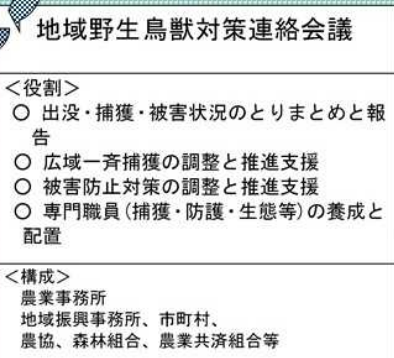 地域野生鳥獣対策連絡会議
<役割>
○ 出没・捕獲・被害状況のとりまとめと報
告
○ 広域一斉捕獲の調整と推進支援
○ 被害防止対策の調整と推進支援
○ 専門職員(捕獲・防護・生態等)の養成と
配置
<構成>
農業事務所
地域振興事務所、市町村、
農協、森林組合、農業共済組合等